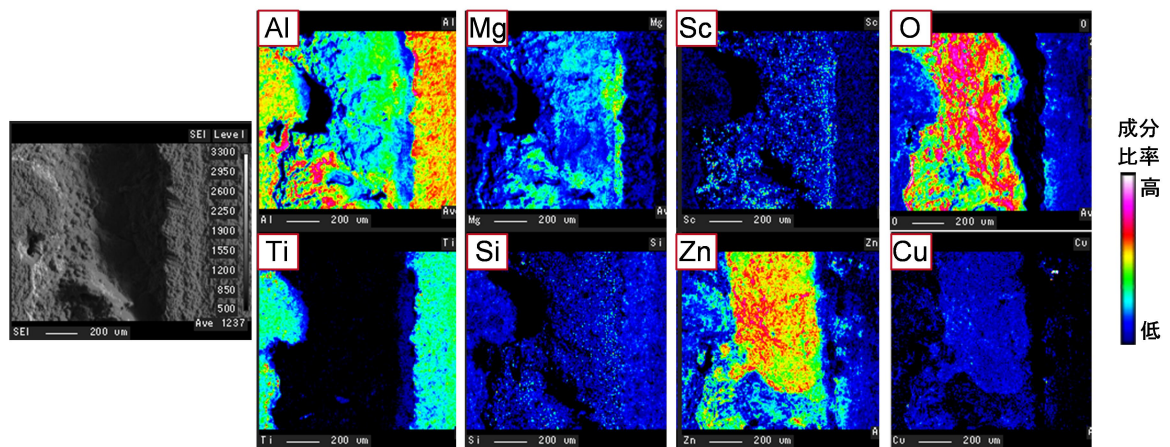 Al
Al
Av
Al 200 um
Mg
Mg
Av
Mg 200 um
Sc
Sc
A
Sc 200 um
O
O
Av
O 200 um
SEI Level
3300
2950
2600
2250
1900
1550
1200
850
500
Ave 1237
SEI 200 um
Ti
Ti
Av
Ti 200 um
Si
Si
Av
Si 200 um
Zn
Zn
A
Zn 200 um
Cu
Cu
A
Cu 200 um
成分
比率
高
低